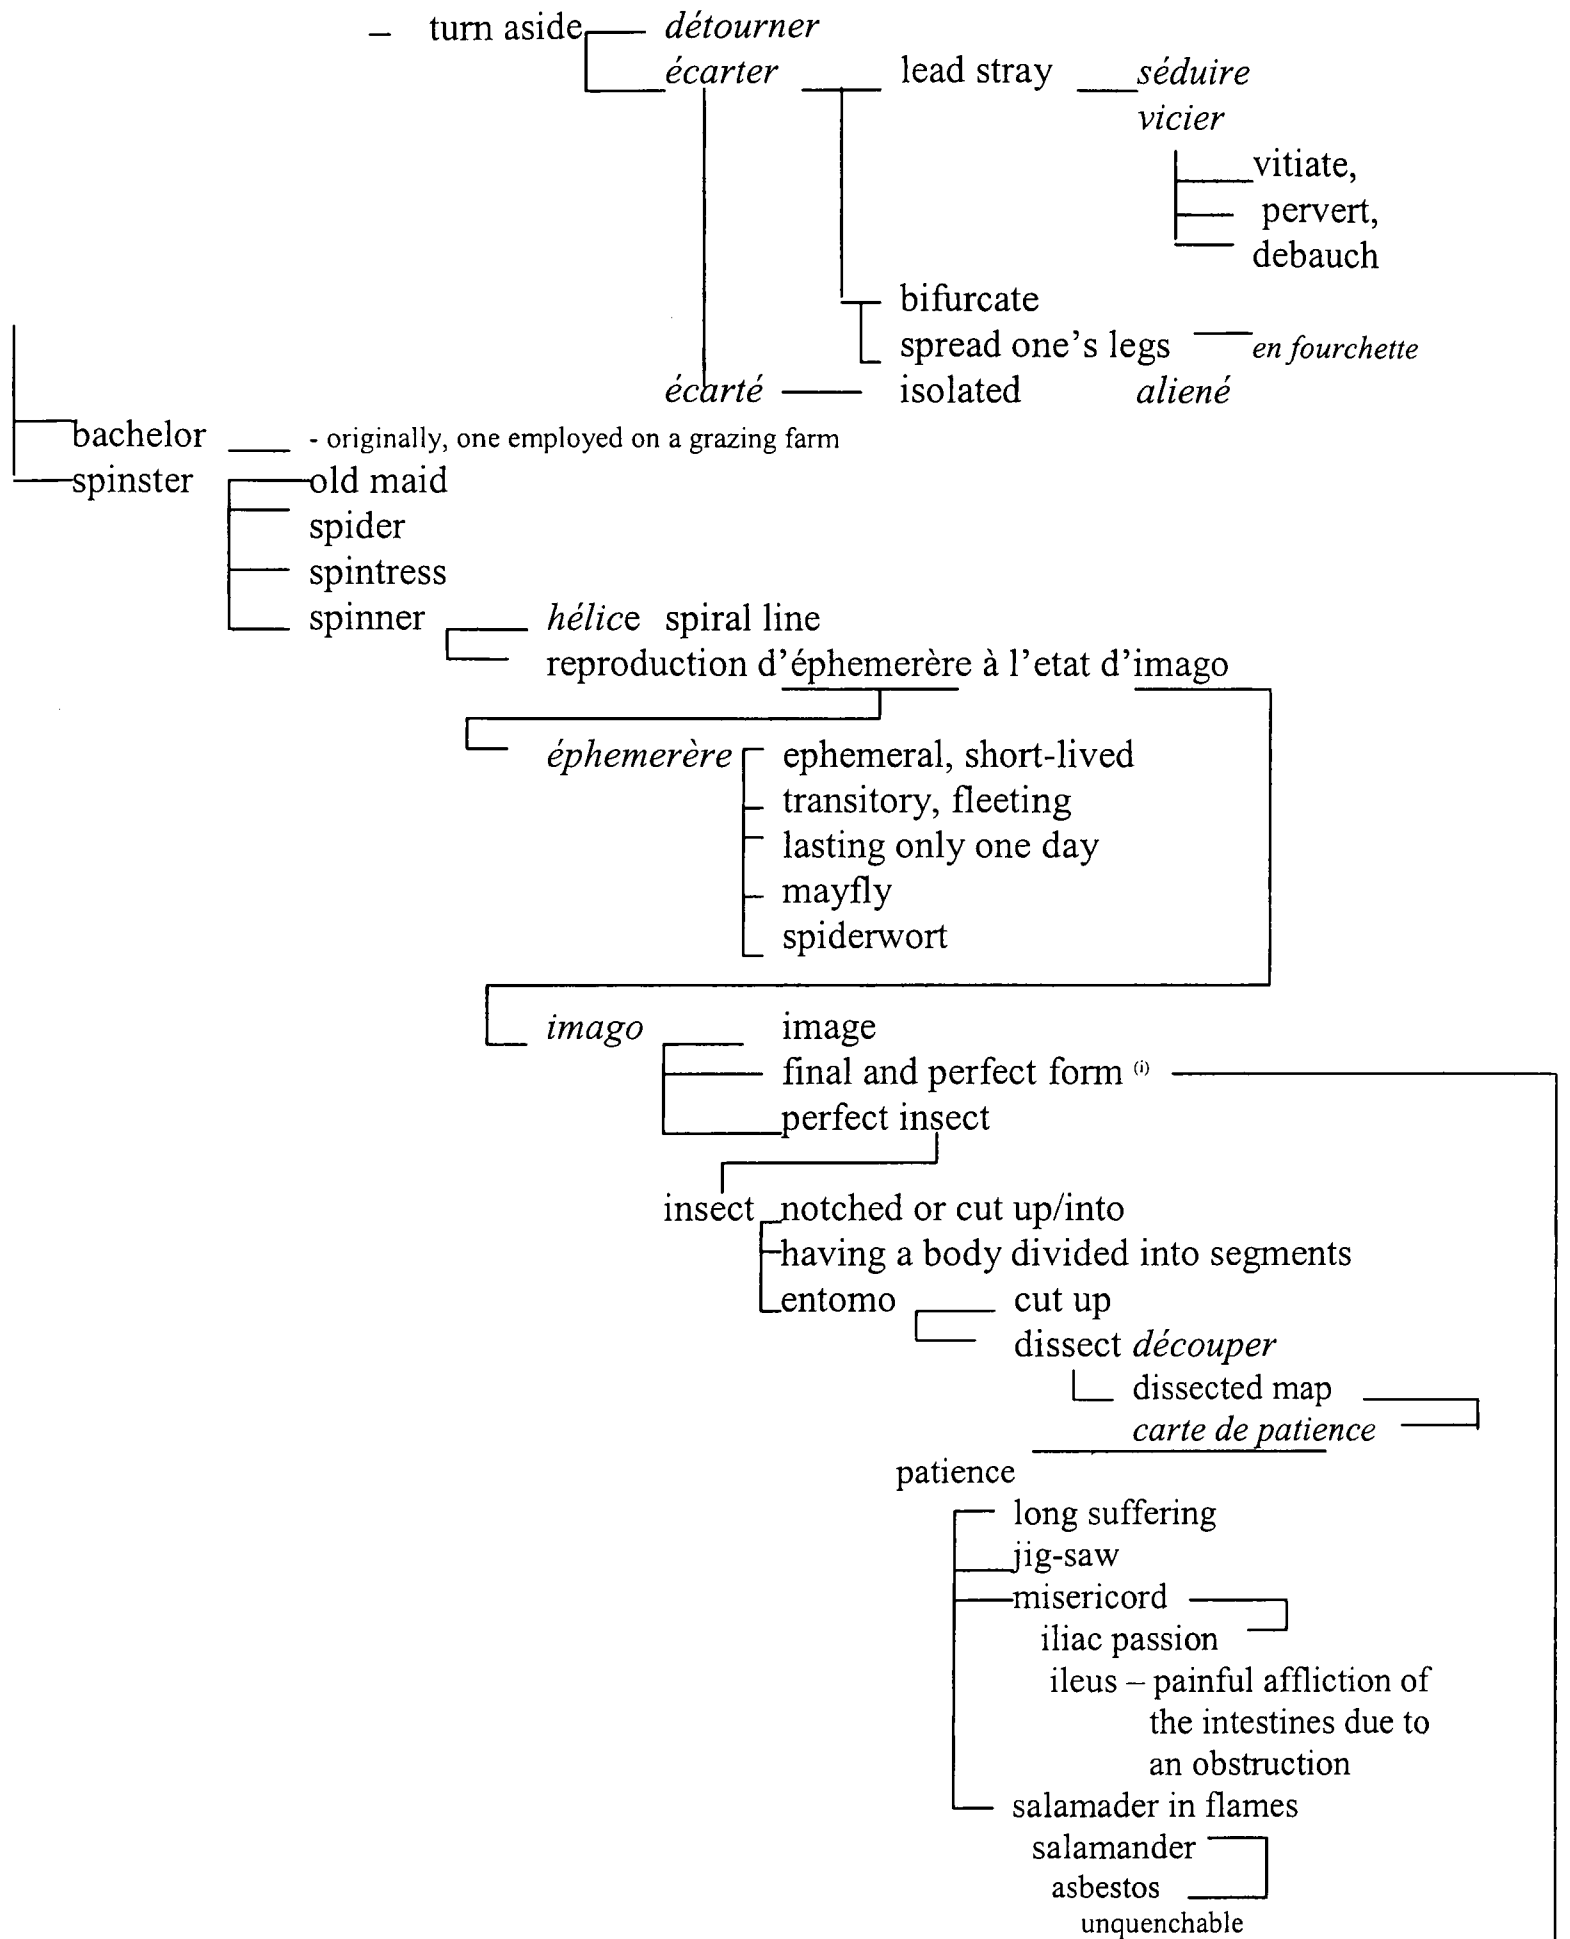 – turn aside détourner
écarter lead stray séduire
vicier
vitiate,
pervert,
debauch
bifurcate
spread one's legs en fourchette
écarté isolated aliené
bachelor - originally, one employed on a grazing farm
spinster old maid
spider
spintress
spinner hélice spiral line
reproduction d'éphemerère à l'etat d'imago
éphemerère ephemeral, short-lived
transitory, fleeting
lasting only one day
mayfly
spiderwort
imago image
final and perfect form (i)
perfect insect
insect notched or cut up/into
having a body divided into segments
entomo cut up
dissect découper
dissected map
carte de patience
patience
long suffering
jig-saw
misericord
iliac passion
ileus – painful affliction of
the intestines due to
an obstruction
salamader in flames
salamander
asbestos
unquenchable